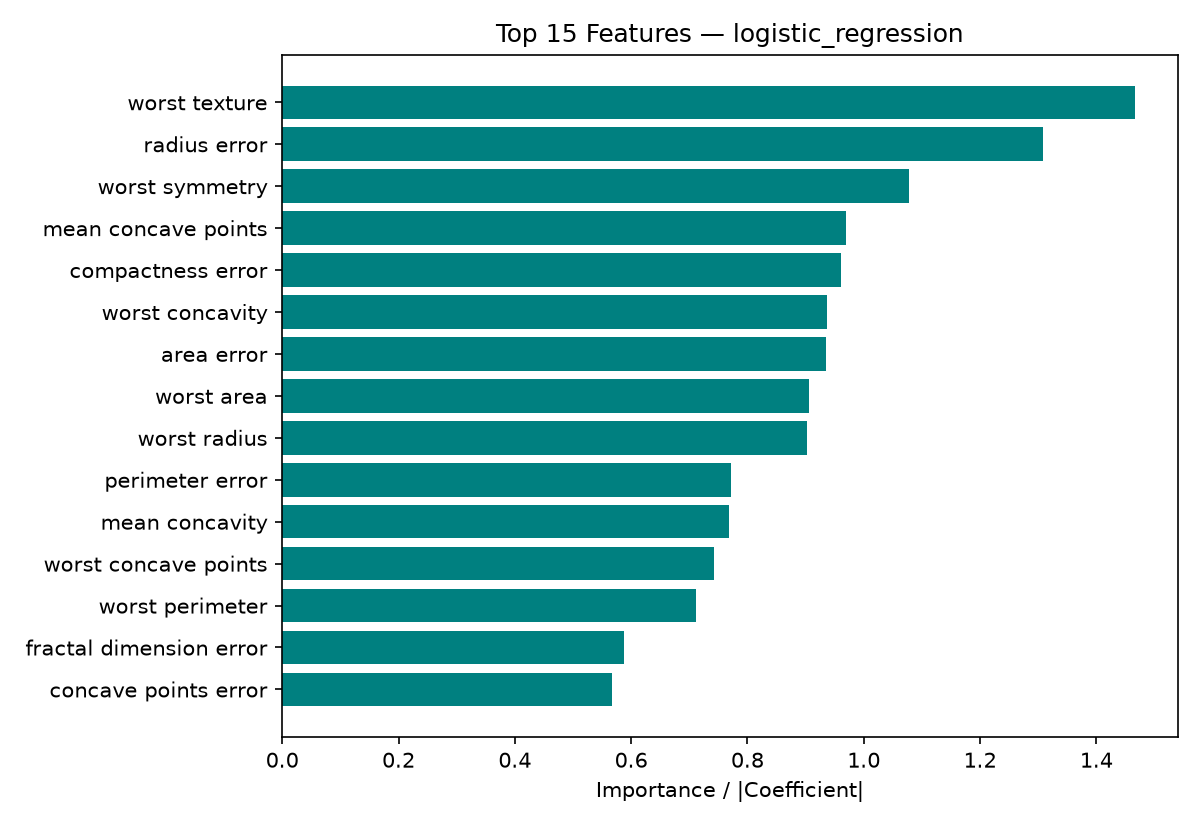 Top 15 Features — logistic_regression
worst texture
radius error
worst symmetry
mean concave points
compactness error
worst concavity
area error
worst area
worst radius
perimeter error
mean concavity
worst concave points
worst perimeter
fractal dimension error
concave points error
0.0 0.2 0.4 0.6 0.8 1.0 1.2 1.4
Importance / |Coefficient|